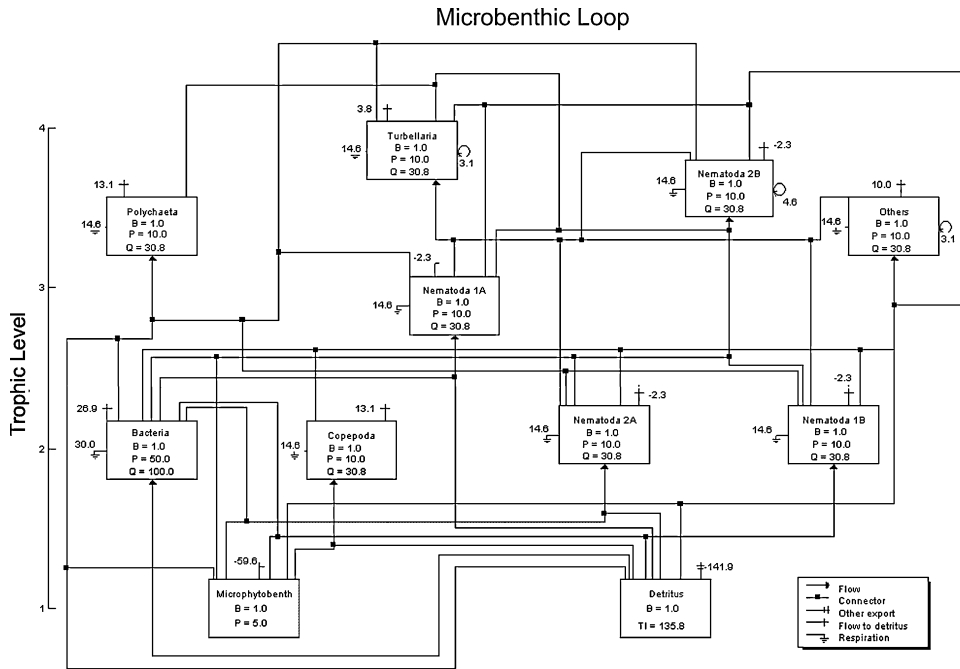 Microbenthic Loop
Trophic Level
4
3
2
1
3.8
Turbellaria
B = 1.0
P = 10.0
Q = 30.8
14.6
3.1
-2.3
Nematoda 2B
B = 1.0
P = 10.0
Q = 30.8
14.6
4.6
13.1
Polychaeta
B = 1.0
P = 10.0
Q = 30.8
14.6
10.0
Others
B = 1.0
P = 10.0
Q = 30.8
14.6
3.1
-2.3
Nematoda 1A
B = 1.0
P = 10.0
Q = 30.8
14.6
26.9
Bacteria
B = 1.0
P = 50.0
Q = 100.0
30.0
13.1
Copepoda
B = 1.0
P = 10.0
Q = 30.8
14.6
-2.3
Nematoda 2A
B = 1.0
P = 10.0
Q = 30.8
14.6
-2.3
Nematoda 1B
B = 1.0
P = 10.0
Q = 30.8
14.6
-59.6
Microphytobenth
B = 1.0
P = 5.0
-141.9
Detritus
B = 1.0
TI = 135.8
Flow
Connector
Other export
Flow to detritus
Respiration